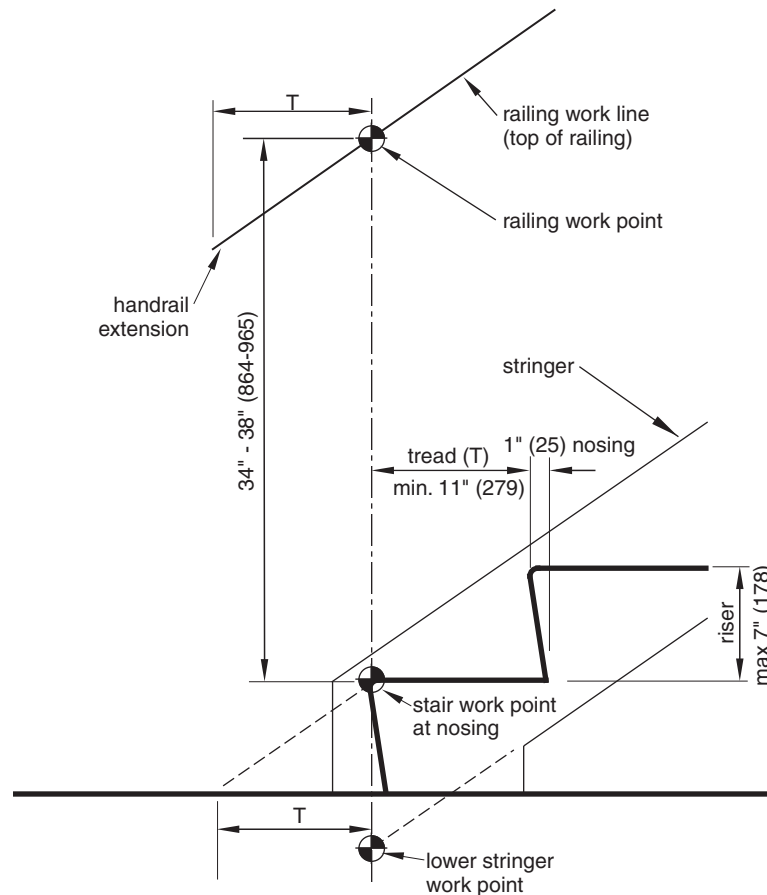 T
railing work line
(top of railing)
railing work point
handrail
extension
34" - 38" (864-965)
stringer
1" (25) nosing
tread (T)
min. 11" (279)
riser
max 7" (178)
stair work point
at nosing
T
lower stringer
work point